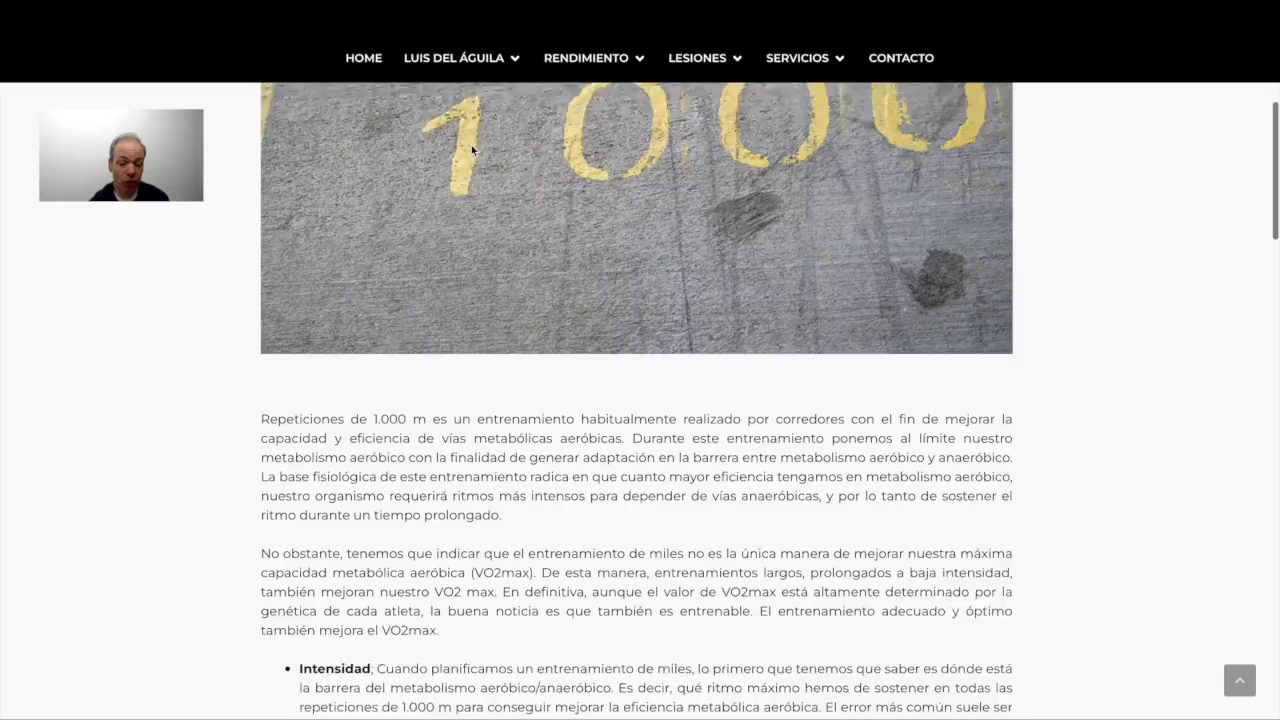 HOME LUIS DEL ÁGUILA RENDIMIENTO LESIONES SERVICIOS CONTACTO
1000
Repeticiones de 1.000 m es un entrenamiento habitualmente realizado por corredores con el fin de mejorar la
capacidad y eficiencia de vías metabólicas aeróbicas. Durante este entrenamiento ponemos al límite nuestro
metabolismo aeróbico con la finalidad de generar adaptación en la barrera entre metabolismo aeróbico y anaeróbico.
La base fisiológica de este entrenamiento radica en que cuanto mayor eficiencia tengamos en metabolismo aeróbico,
nuestro organismo requerirá ritmos más intensos para depender de vías anaeróbicas, y por lo tanto de sostener el
ritmo durante un tiempo prolongado.
No obstante, tenemos que indicar que el entrenamiento de miles no es la única manera de mejorar nuestra máxima
capacidad metabólica aeróbica (VO2max). De esta manera, entrenamientos largos, prolongados a baja intensidad,
también mejoran nuestro VO2 max. En definitiva, aunque el valor de VO2max está altamente determinado por la
genética de cada atleta, la buena noticia es que también es entrenable. El entrenamiento adecuado y óptimo
también mejora el VO2max.
• Intensidad; Cuando planificamos un entrenamiento de miles, lo primero que tenemos que saber es dónde está
la barrera del metabolismo aeróbico/anaeróbico. Es decir, qué ritmo máximo hemos de sostener en todas las
repeticiones de 1.000 m para conseguir mejorar la eficiencia metabólica aeróbica. El error más común suele ser